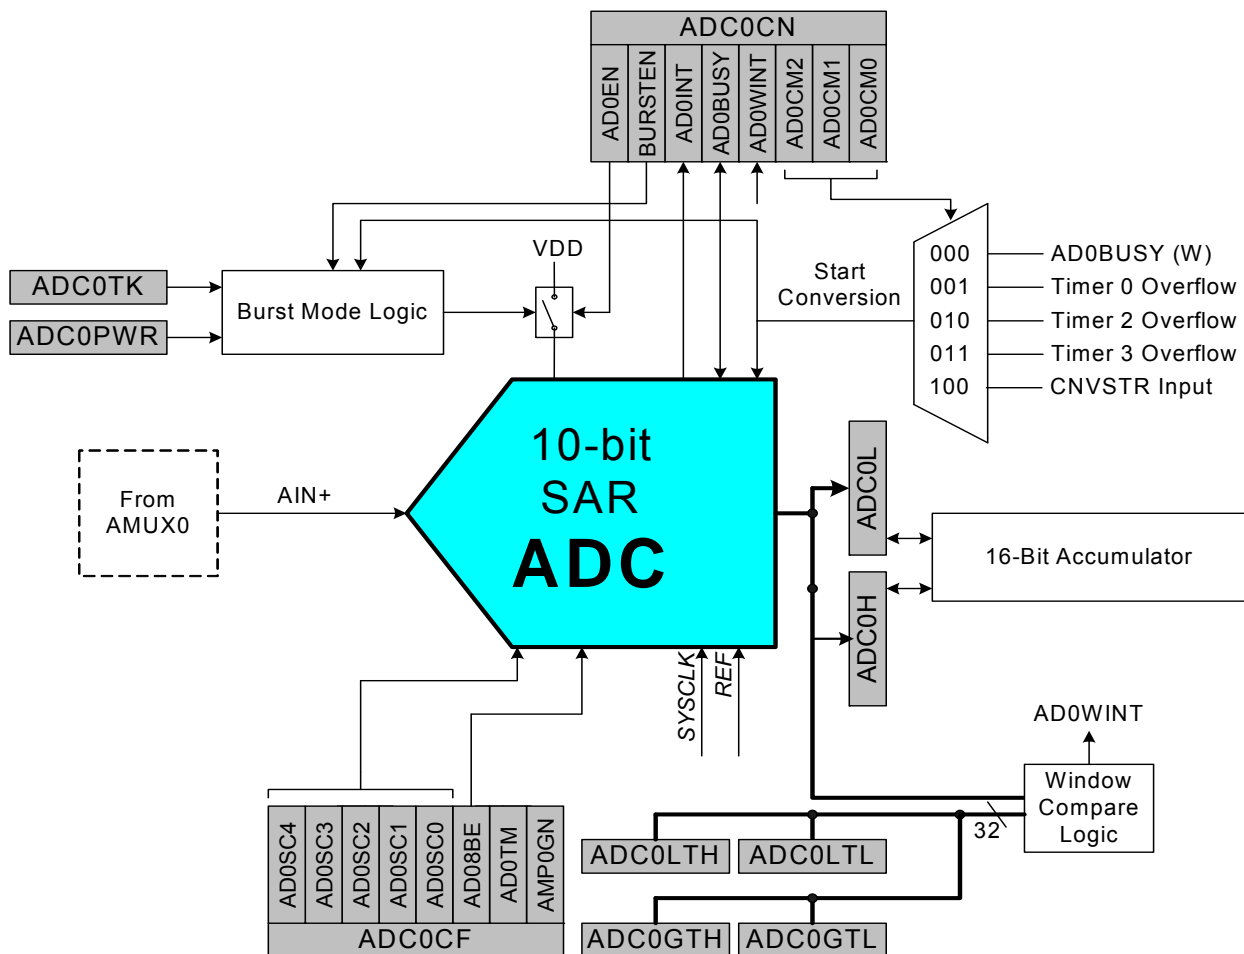 ADC0CN
AD0EN
BURSTEN
AD0INT
AD0BUSY
AD0WINT
AD0CM2
AD0CM1
AD0CM0
VDD
ADC0TK
ADC0PWR
Burst Mode Logic
Start
Conversion
000
001
010
011
100
AD0BUSY (W)
Timer 0 Overflow
Timer 2 Overflow
Timer 3 Overflow
CNVSTR Input
From
AMUX0
AIN+
10-bit
SAR
ADC
ADC0L
ADC0H
16-Bit Accumulator
SYSCLK
REF
AD0WINT
Window
Compare
Logic
32
AD0SC4
AD0SC3
AD0SC2
AD0SC1
AD0SC0
AD08BE
AD0TM
AMP0GN
ADC0CF
ADC0LTH
ADC0LTL
ADC0GTH
ADC0GTL